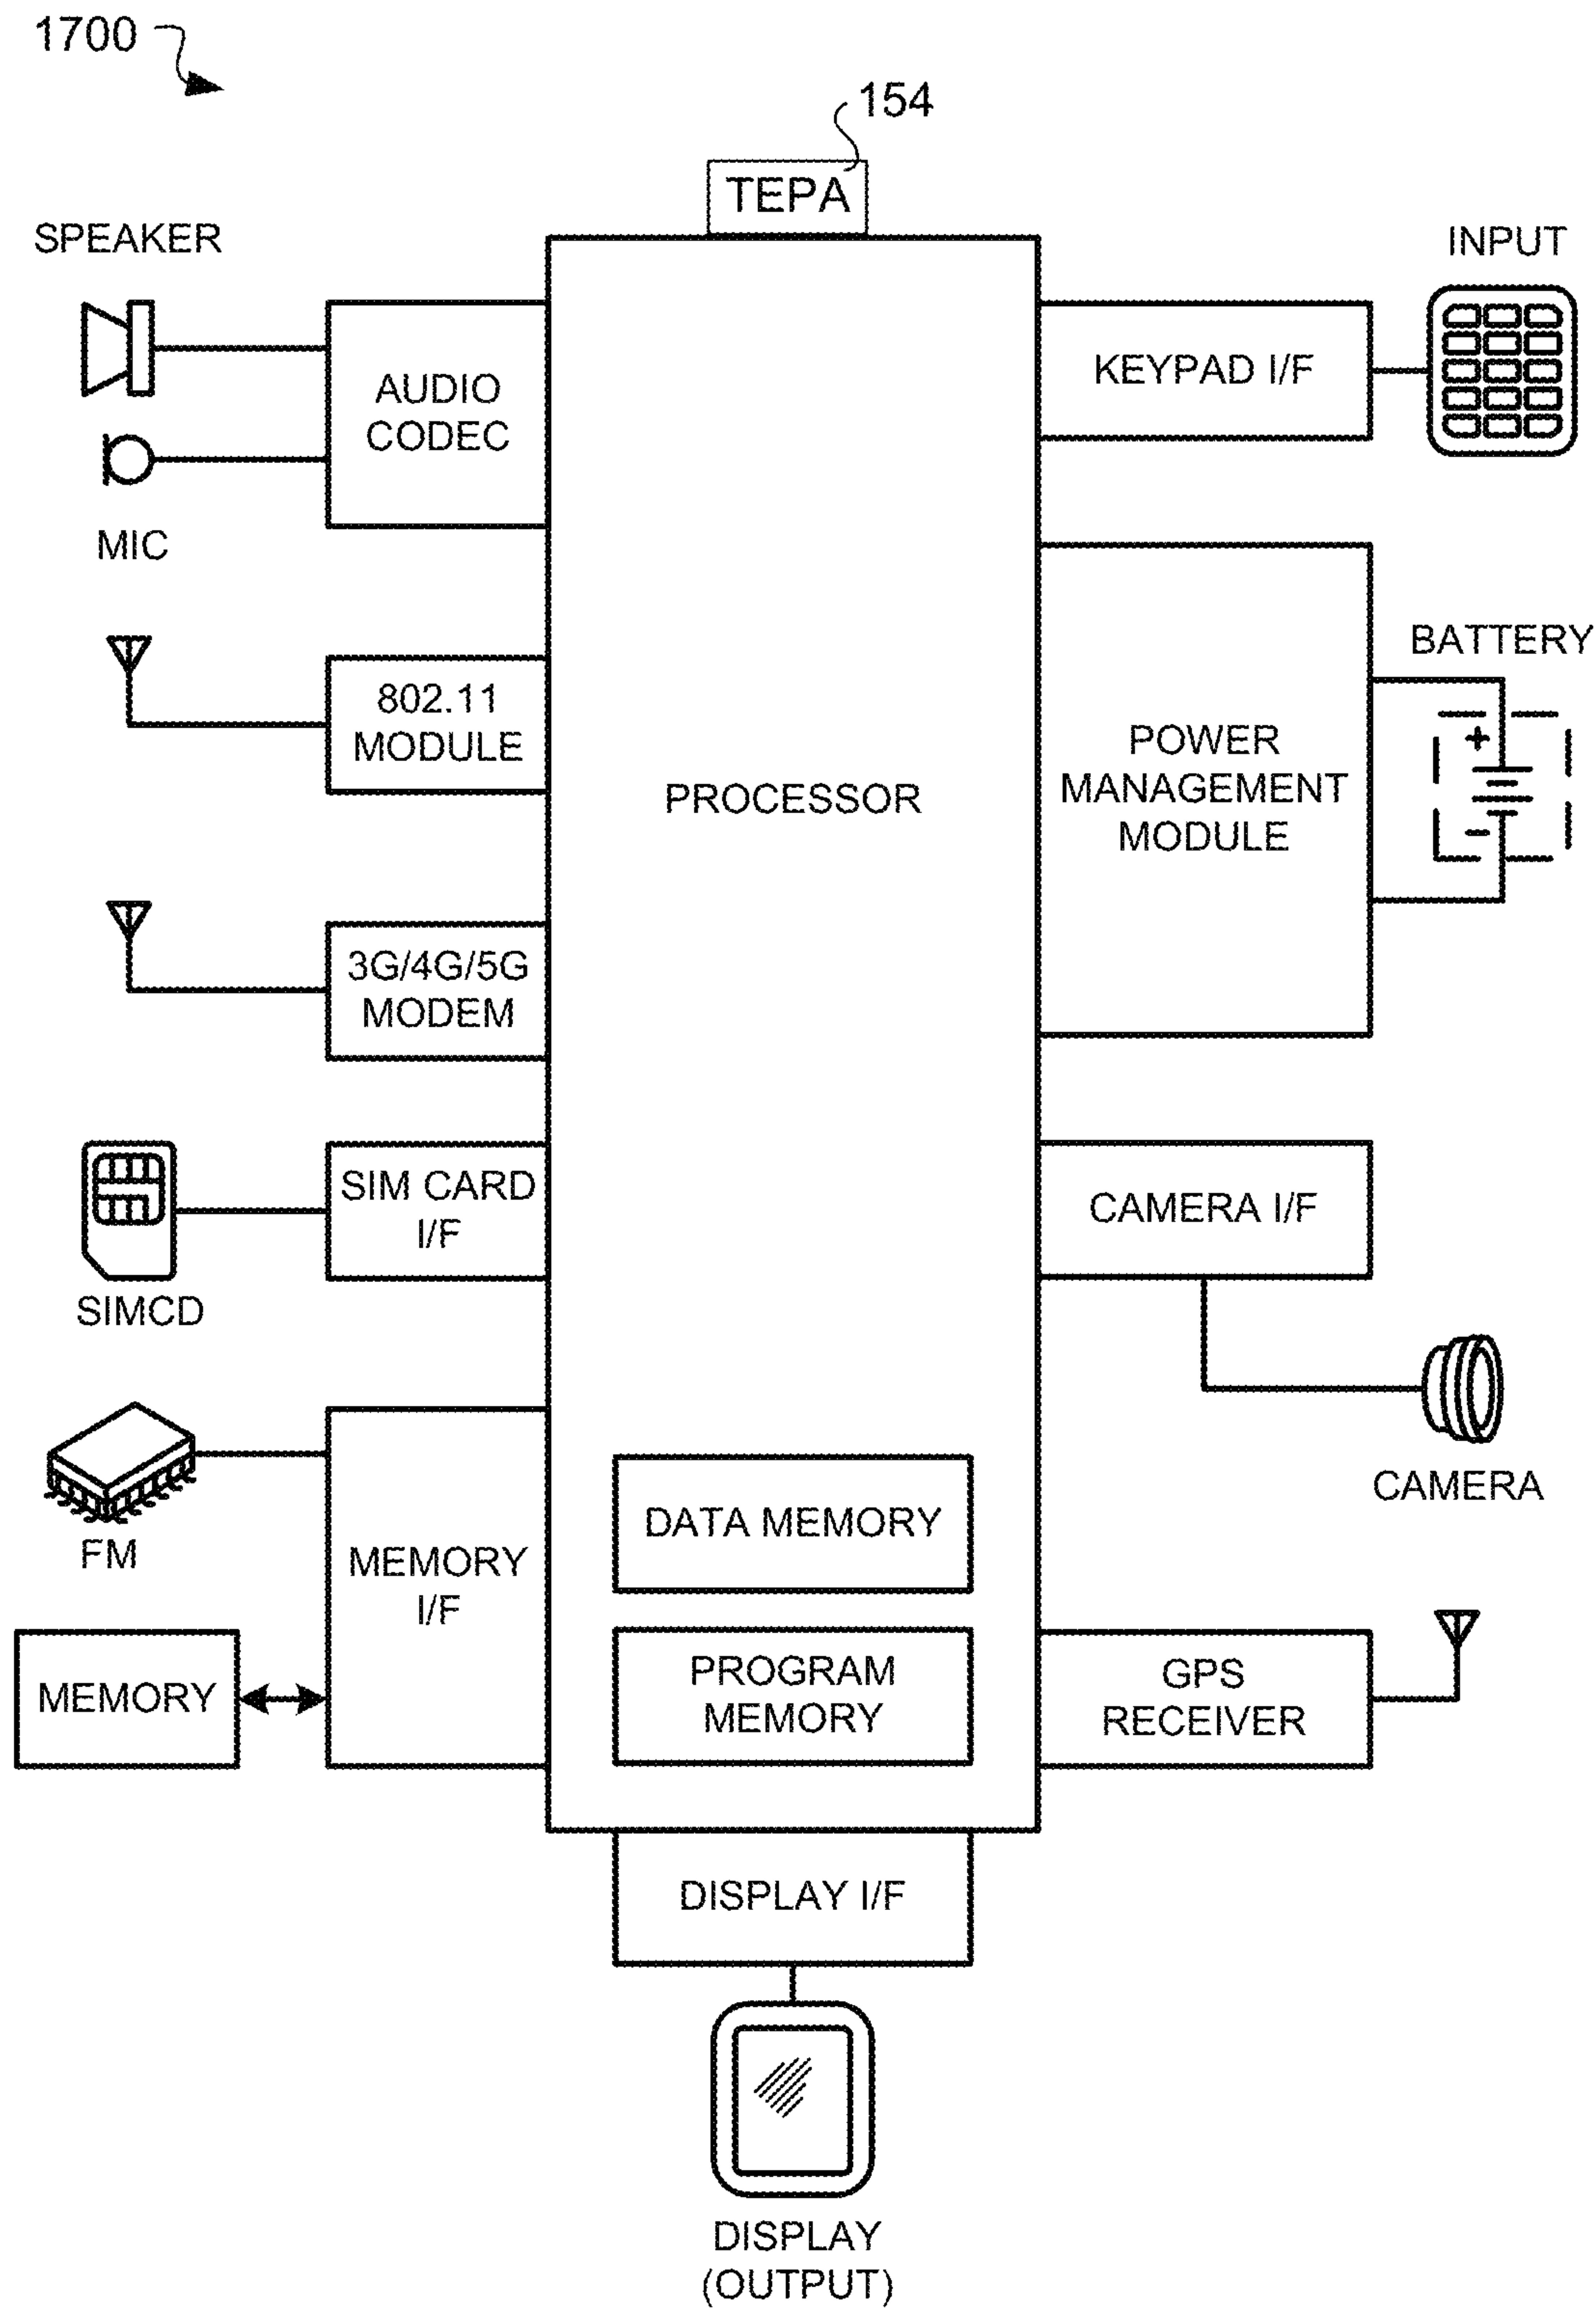 1700
154
TEPA
SPEAKER
INPUT
AUDIO
CODEC
KEYPAD I/F
MIC
BATTERY
802.11
MODULE
+
-
PROCESSOR
POWER
MANAGEMENT
MODULE
3G/4G/5G
MODEM
SIM CARD
I/F
SIMCD
CAMERA I/F
CAMERA
FM
MEMORY
I/F
MEMORY
DATA MEMORY
PROGRAM
MEMORY
GPS
RECEIVER
DISPLAY I/F
DISPLAY
(OUTPUT)